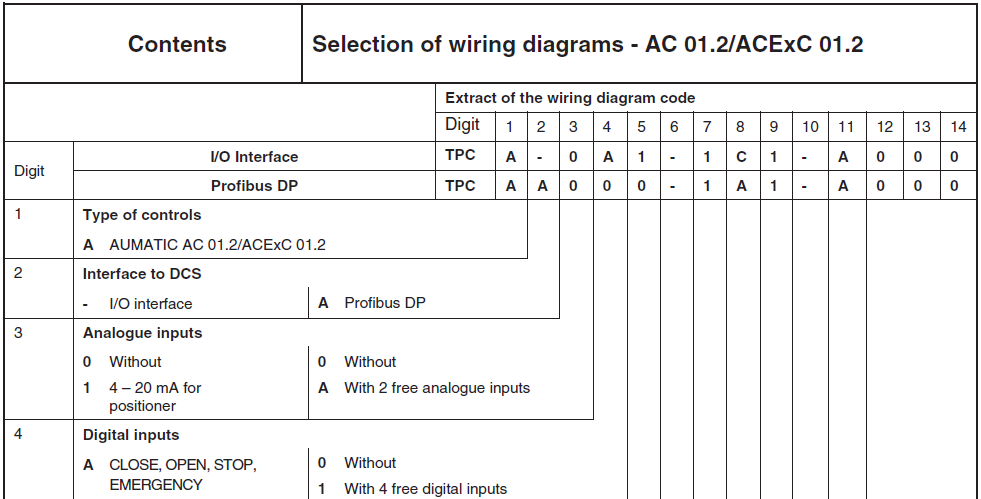 Contents
Selection of wiring diagrams - AC 01.2/ACExC 01.2
Extract of the wiring diagram code
Digit 1 2 3 4 5 6 7 8 9 10 11 12 13 14
Digit
I/O Interface TPC A - 0 A 1 - 1 C 1 - A 0 0 0
Profibus DP TPC A A 0 0 0 - 1 A 1 - A 0 0 0
1 Type of controls
A AUMATIC AC 01.2/ACExC 01.2
2 Interface to DCS
- I/O interface A Profibus DP
3 Analogue inputs
0 Without 0 Without
1 4 – 20 mA for A With 2 free analogue inputs
positioner
4 Digital inputs
A CLOSE, OPEN, STOP, 0 Without
EMERGENCY
1 With 4 free digital inputs